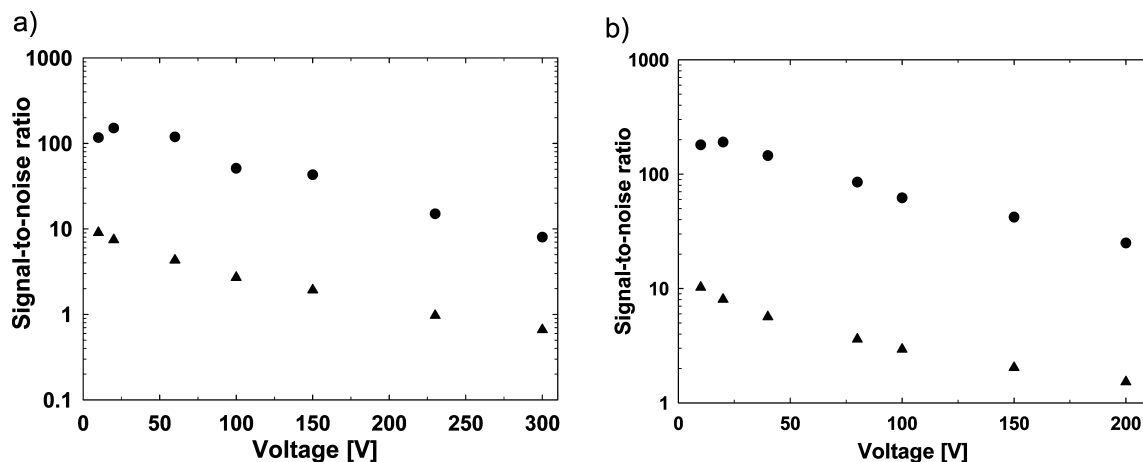 a)
1000
100
10
1
0.1
Signal-to-noise ratio
0 50 100 150 200 250 300
Voltage [V]
b)
1000
100
10
1
Signal-to-noise ratio
0 50 100 150 200
Voltage [V]